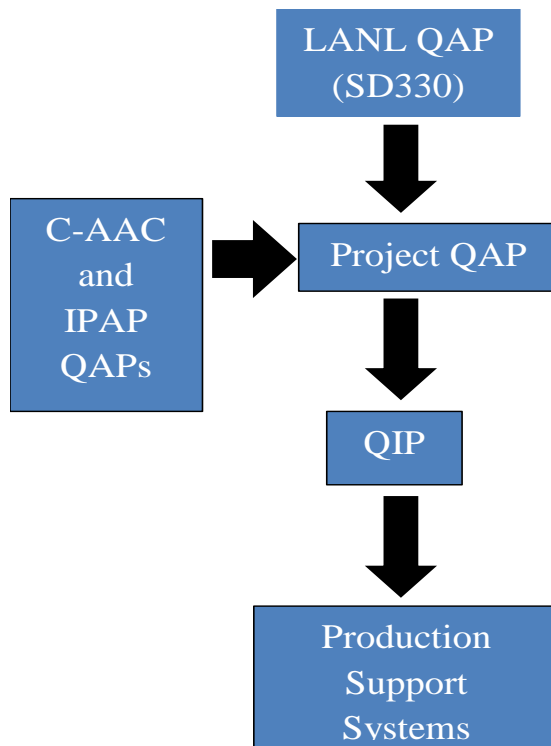 LANL QAP
(SD330)
C-AAC
and
IPAP
QAPs
Project QAP
QIP
Production
Support
Systems